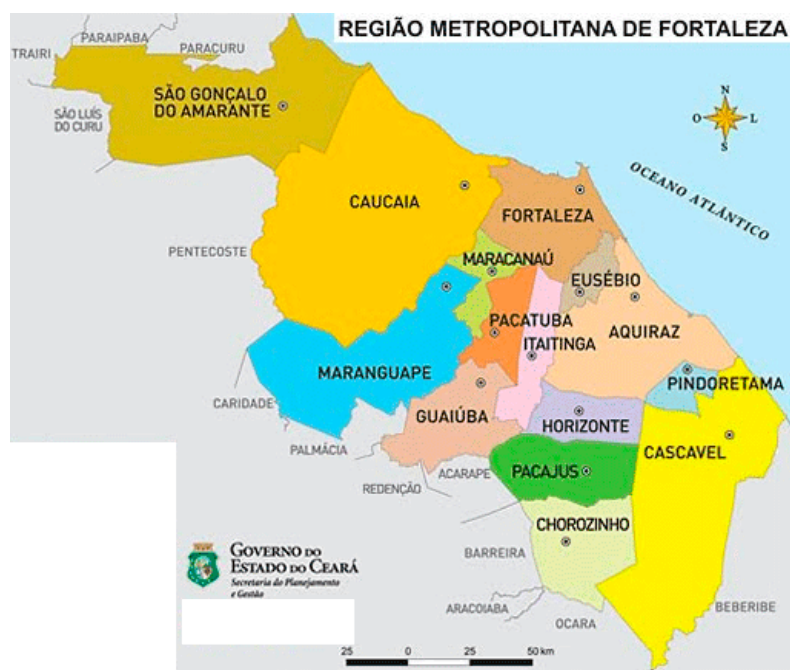 REGIÃO METROPOLITANA DE FORTALEZA
PARAIPABA
TRAIRI
PARACURU
SÃO GONÇALO
DO AMARANTE
SÃO LUÍS
DO CURU
N
O
L
S
OCEANO ATLÂNTICO
CAUCAIA
FORTALEZA
PENTECOSTE
MARACANAÚ
EUSÉBIO
PACATUBA
AQUIRAZ
ITAITINGA
MARANGUAPE
PINDORETAMA
CARIDADE
GUAIÚBA
HORIZONTE
PALMÁCIA
CASCAVEL
ACARAPE
PACAJUS
REDENÇÃO
CHOROZINHO
BARREIRA
GOVERNO DO
ESTADO DO CEARÁ
Secretaria do Planejamento
e Gestão
ARACOIABA
OCARA
BEBERIBE
25 0 25 50 km